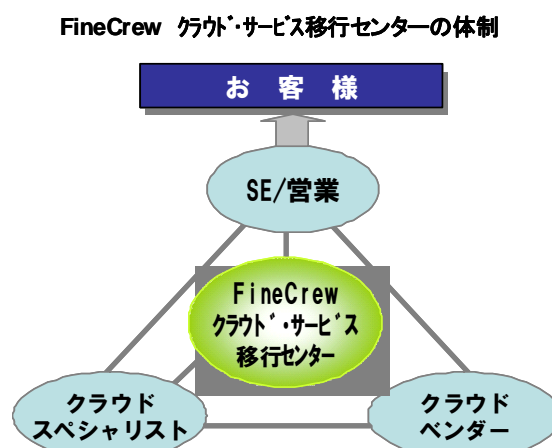 FineCrew クラウド・サービス移行センターの体制
お 客 様
SE/営業
FineCrew
クラウド・サービス
移行センター
クラウド
スペシャリスト
クラウド
ベンダー